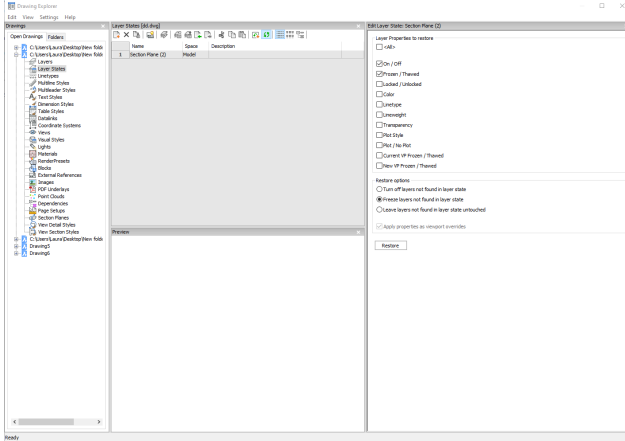 Drawing Explorer
Edit View Settings Help
Drawings
Open Drawings Folders
C:\Users\Laura\Desktop\New folde
C:\Users\Laura\Desktop\New folde
Layers
Layer States
Linetypes
Multiline Styles
Multileader Styles
Text Styles
Dimension Styles
Table Styles
Datalinks
Coordinate Systems
Views
Visual Styles
Lights
Materials
RenderPresets
Blocks
External References
Images
PDF Underlays
Point Clouds
Dependencies
Page Setups
Section Planes
View Detail Styles
View Section Styles
C:\Users\Laura\Desktop\New folde
Drawing5
Drawing6
Layer States [dd.dwg]
Name Space Description
1 Section Plane (2) Model
Preview
Edit Layer State: Section Plane (2)
Layer Properties to restore
<All>
On / Off
Frozen / Thawed
Locked / Unlocked
Color
Linetype
Lineweight
Transparency
Plot Style
Plot / No Plot
Current VP Frozen / Thawed
New VP Frozen / Thawed
Restore options
Turn off layers not found in layer state
Freeze layers not found in layer state
Leave layers not found in layer state untouched
Apply properties as viewport overrides
Restore
Ready